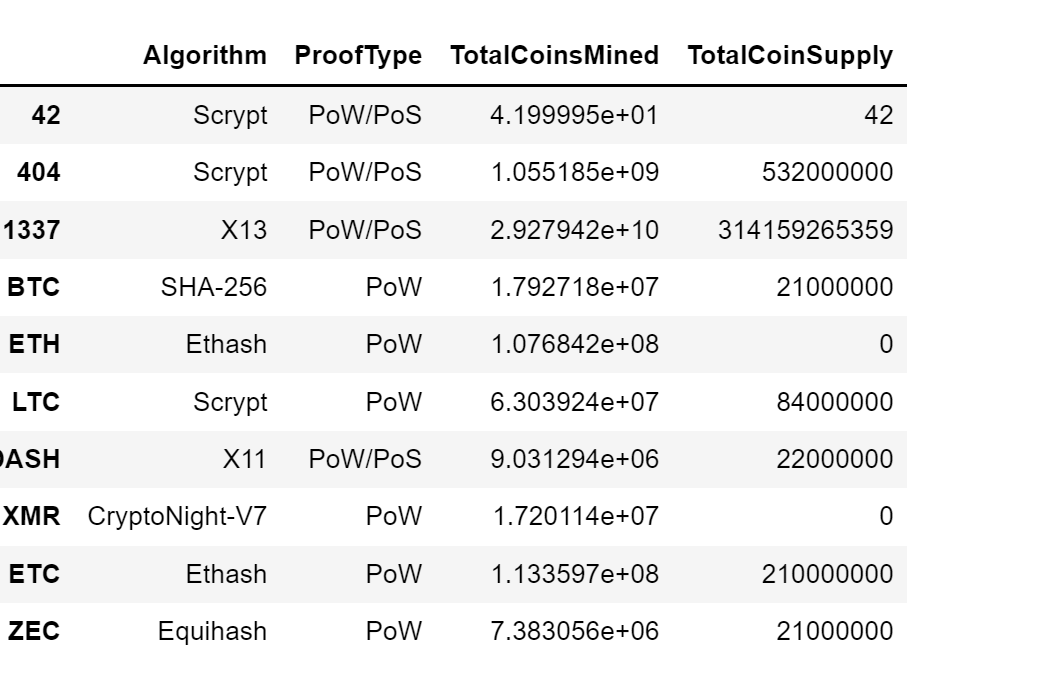 Algorithm ProofType TotalCoinsMined TotalCoinSupply
42 Scrypt PoW/PoS 4.199995e+01 42
404 Scrypt PoW/PoS 1.055185e+09 532000000
1337 X13 PoW/PoS 2.927942e+10 314159265359
BTC SHA-256 PoW 1.792718e+07 21000000
ETH Ethash PoW 1.076842e+08 0
LTC Scrypt PoW 6.303924e+07 84000000
DASH X11 PoW/PoS 9.031294e+06 22000000
XMR CryptoNight-V7 PoW 1.720114e+07 0
ETC Ethash PoW 1.133597e+08 210000000
ZEC Equihash PoW 7.383056e+06 21000000